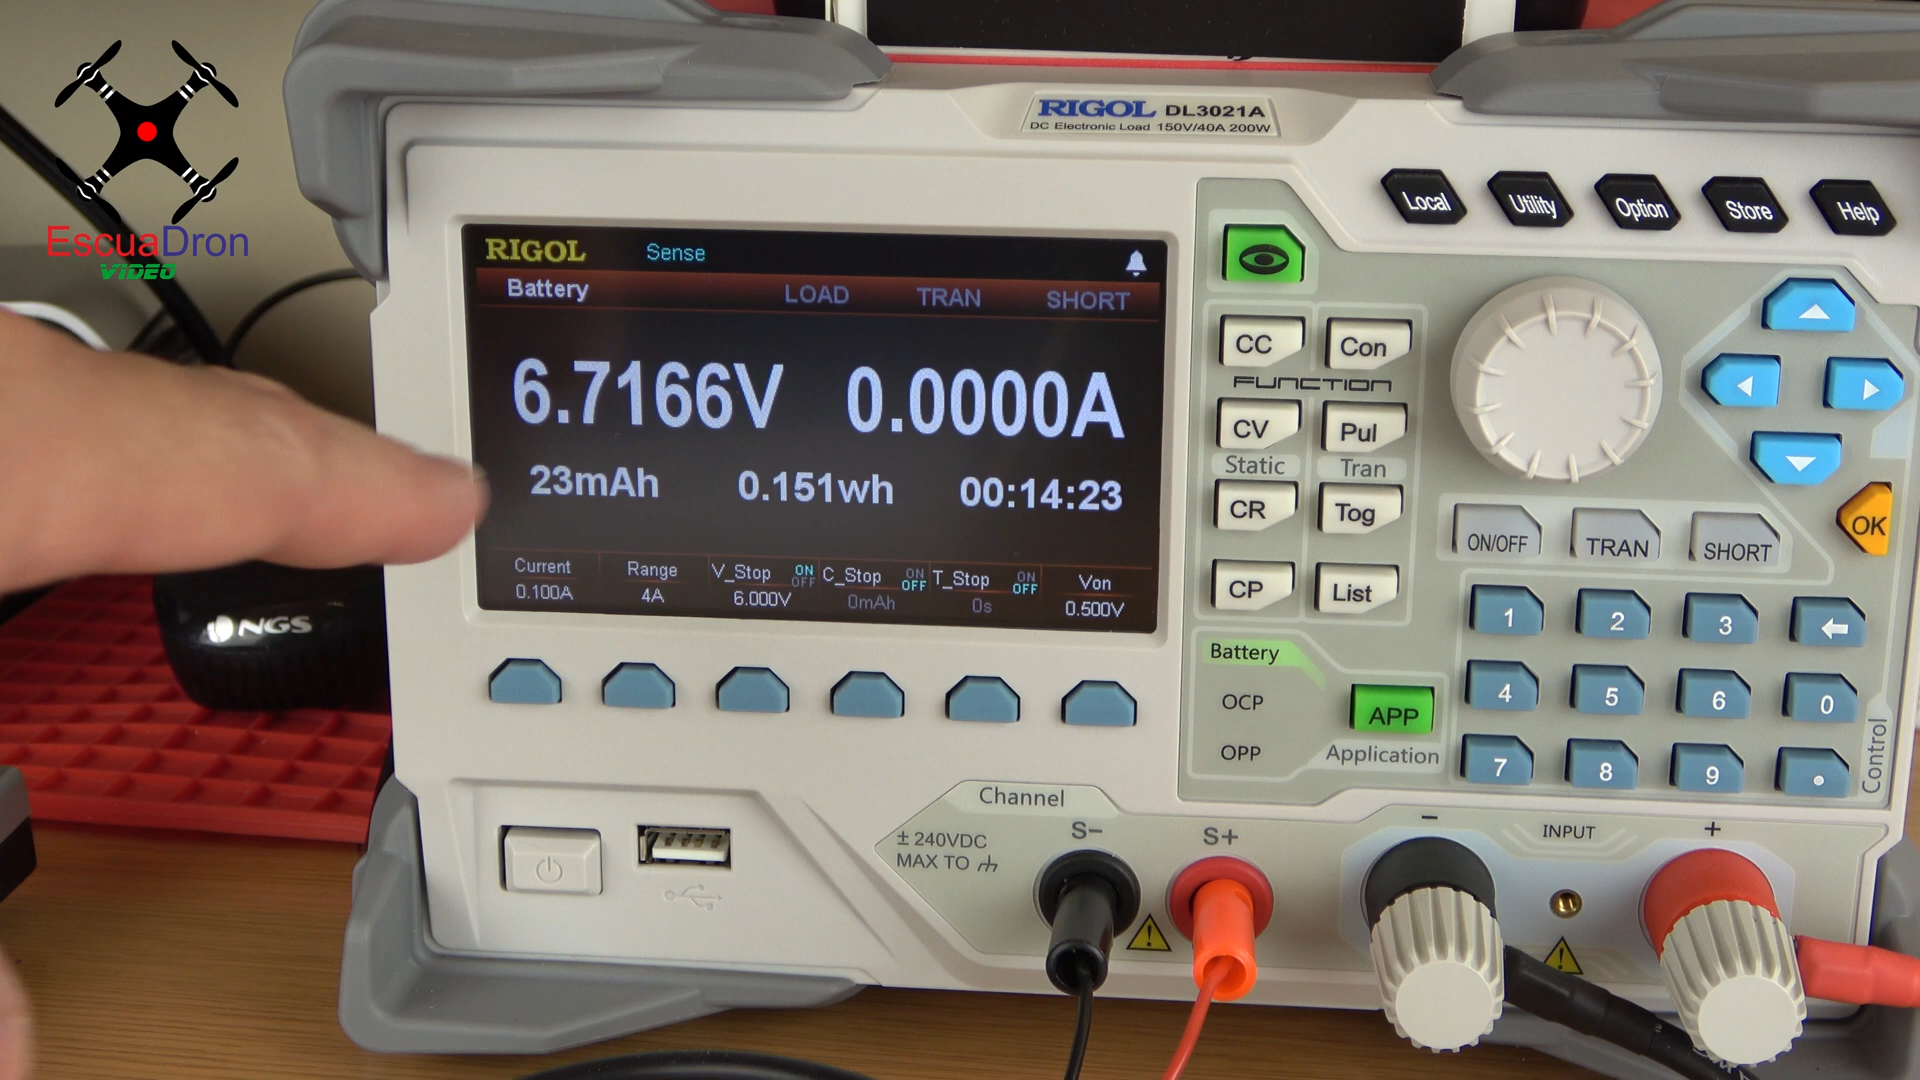 EscuaDron
VIDEO
RIGOL DL3021A
DC Electronic Load 150V/40A 200W
Local Utility Option Store Help
RIGOL Sense
Battery LOAD TRAN SHORT
6.7166V 0.0000A
23mAh 0.151wh 00:14:23
Current Range V_Stop ON OFF C_Stop ON OFF T_Stop ON OFF Von
0.100A 4A 6.000V 0mAh 0s 0.500V
CC Con
FUNCTION
CV Pul
Static Tran
CR Tog
CP List
ON/OFF TRAN SHORT
OK
1 2 3
4 5 6 0
7 8 9 .
Control
Battery
OCP
OPP
APP
Application
NGS
Channel
± 240VDC
MAX TO
S− S+
− INPUT +